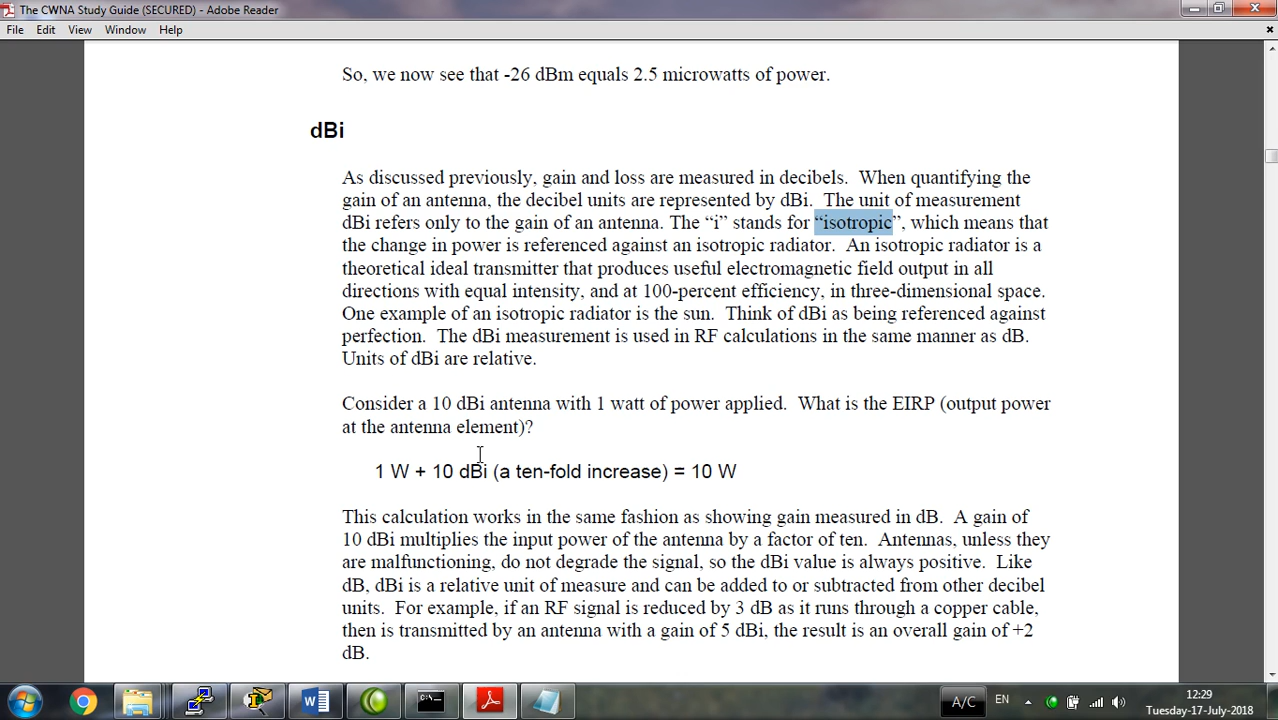 The CWNA Study Guide (SECURED) - Adobe Reader
File Edit View Window Help
So, we now see that -26 dBm equals 2.5 microwatts of power.
dBi
As discussed previously, gain and loss are measured in decibels. When quantifying the
gain of an antenna, the decibel units are represented by dBi. The unit of measurement
dBi refers only to the gain of an antenna. The “i” stands for “isotropic”, which means that
the change in power is referenced against an isotropic radiator. An isotropic radiator is a
theoretical ideal transmitter that produces useful electromagnetic field output in all
directions with equal intensity, and at 100-percent efficiency, in three-dimensional space.
One example of an isotropic radiator is the sun. Think of dBi as being referenced against
perfection. The dBi measurement is used in RF calculations in the same manner as dB.
Units of dBi are relative.
Consider a 10 dBi antenna with 1 watt of power applied. What is the EIRP (output power
at the antenna element)?
1 W + 10 dBi (a ten-fold increase) = 10 W
This calculation works in the same fashion as showing gain measured in dB. A gain of
10 dBi multiplies the input power of the antenna by a factor of ten. Antennas, unless they
are malfunctioning, do not degrade the signal, so the dBi value is always positive. Like
dB, dBi is a relative unit of measure and can be added to or subtracted from other decibel
units. For example, if an RF signal is reduced by 3 dB as it runs through a copper cable,
then is transmitted by an antenna with a gain of 5 dBi, the result is an overall gain of +2
dB.
A/C EN 12:29
Tuesday-17-July-2018